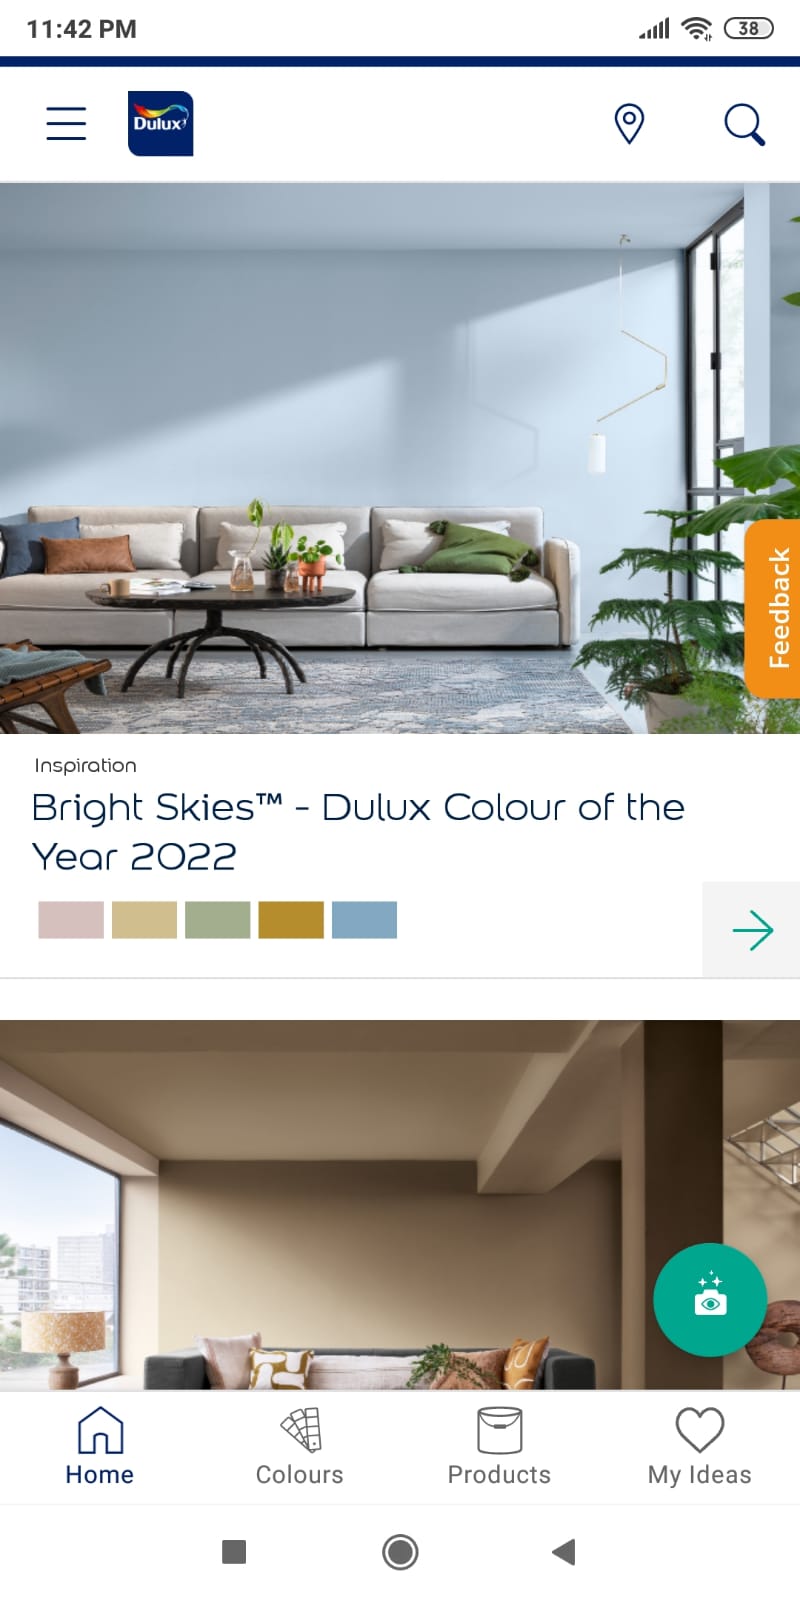 11:42 PM
38
Dulux
Feedback
Inspiration
Bright Skies™ - Dulux Colour of the
Year 2022
Home
Colours
Products
My Ideas